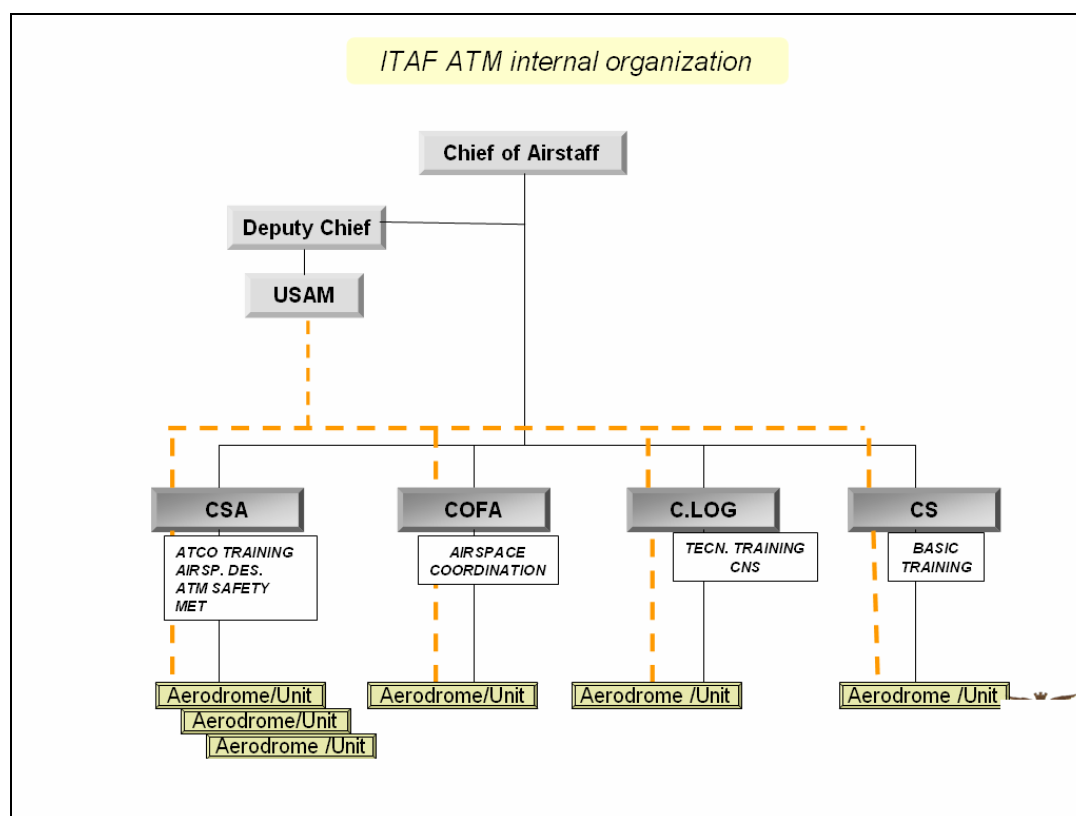 ITAF ATM internal organization
Chief of Airstaff
Deputy Chief
USAM
CSA
COFA
C.LOG
CS
ATCO TRAINING
AIRSP. DES.
ATM SAFETY
MET
AIRSPACE
COORDINATION
TECN. TRAINING
CNS
BASIC
TRAINING
Aerodrome/Unit
Aerodrome/Unit
Aerodrome /Unit
Aerodrome/Unit
Aerodrome /Unit
Aerodrome /Unit